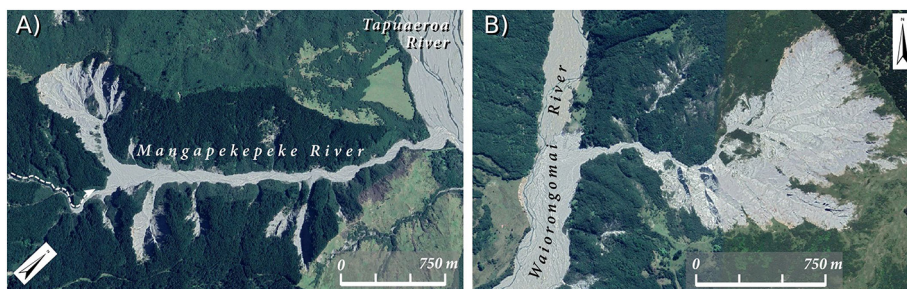 A)
Tapuaeroa
River
Mangapekepeke River
0 750 m
B)
Waiorongomai River
0 750 m